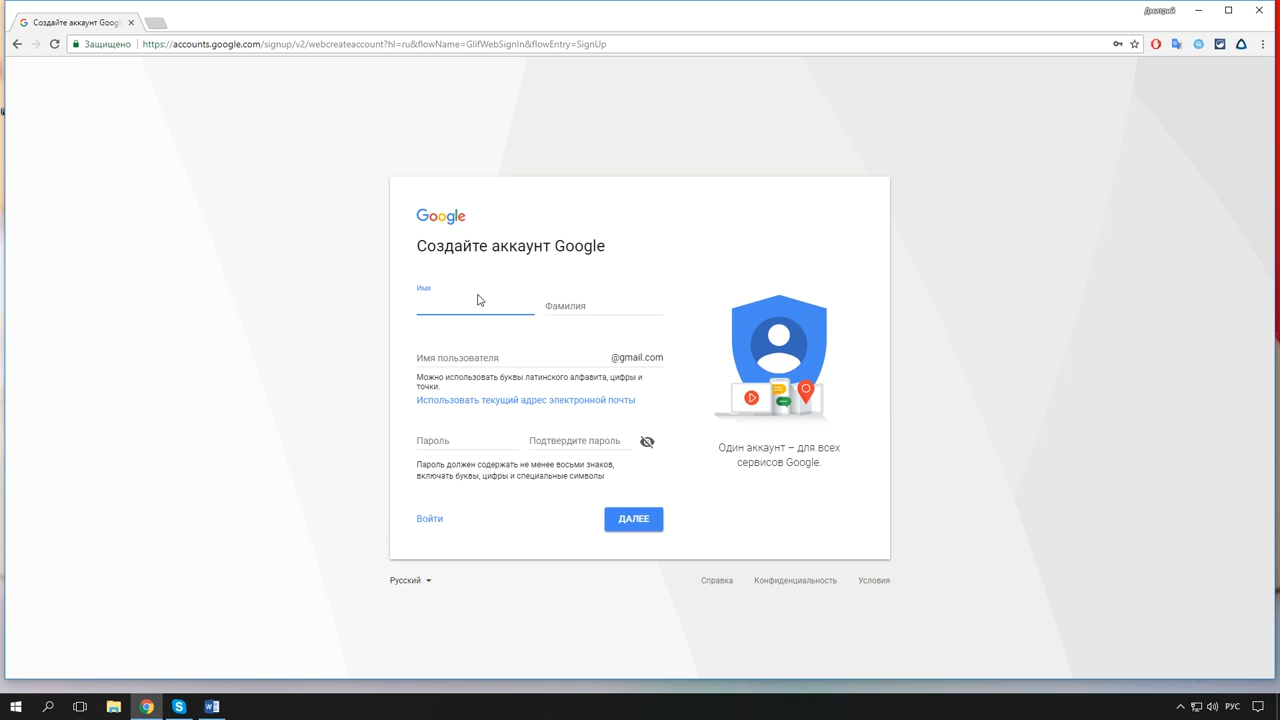 Дмитрий
Создайте аккаунт Goog
Защищено
https://accounts.google.com/signup/v2/webcreateaccount?hl=ru&flowName=GlifWebSignIn&flowEntry=SignUp
Google
Создайте аккаунт Google
Имя
Фамилия
Имя пользователя @gmail.com
Можно использовать буквы латинского алфавита, цифры и
точки.
Использовать текущий адрес электронной почты
Пароль Подтвердите пароль
Пароль должен содержать не менее восьми знаков,
включать буквы, цифры и специальные символы
Войти
ДАЛЕЕ
Один аккаунт – для всех
сервисов Google.
Русский
Справка Конфиденциальность Условия
РУС